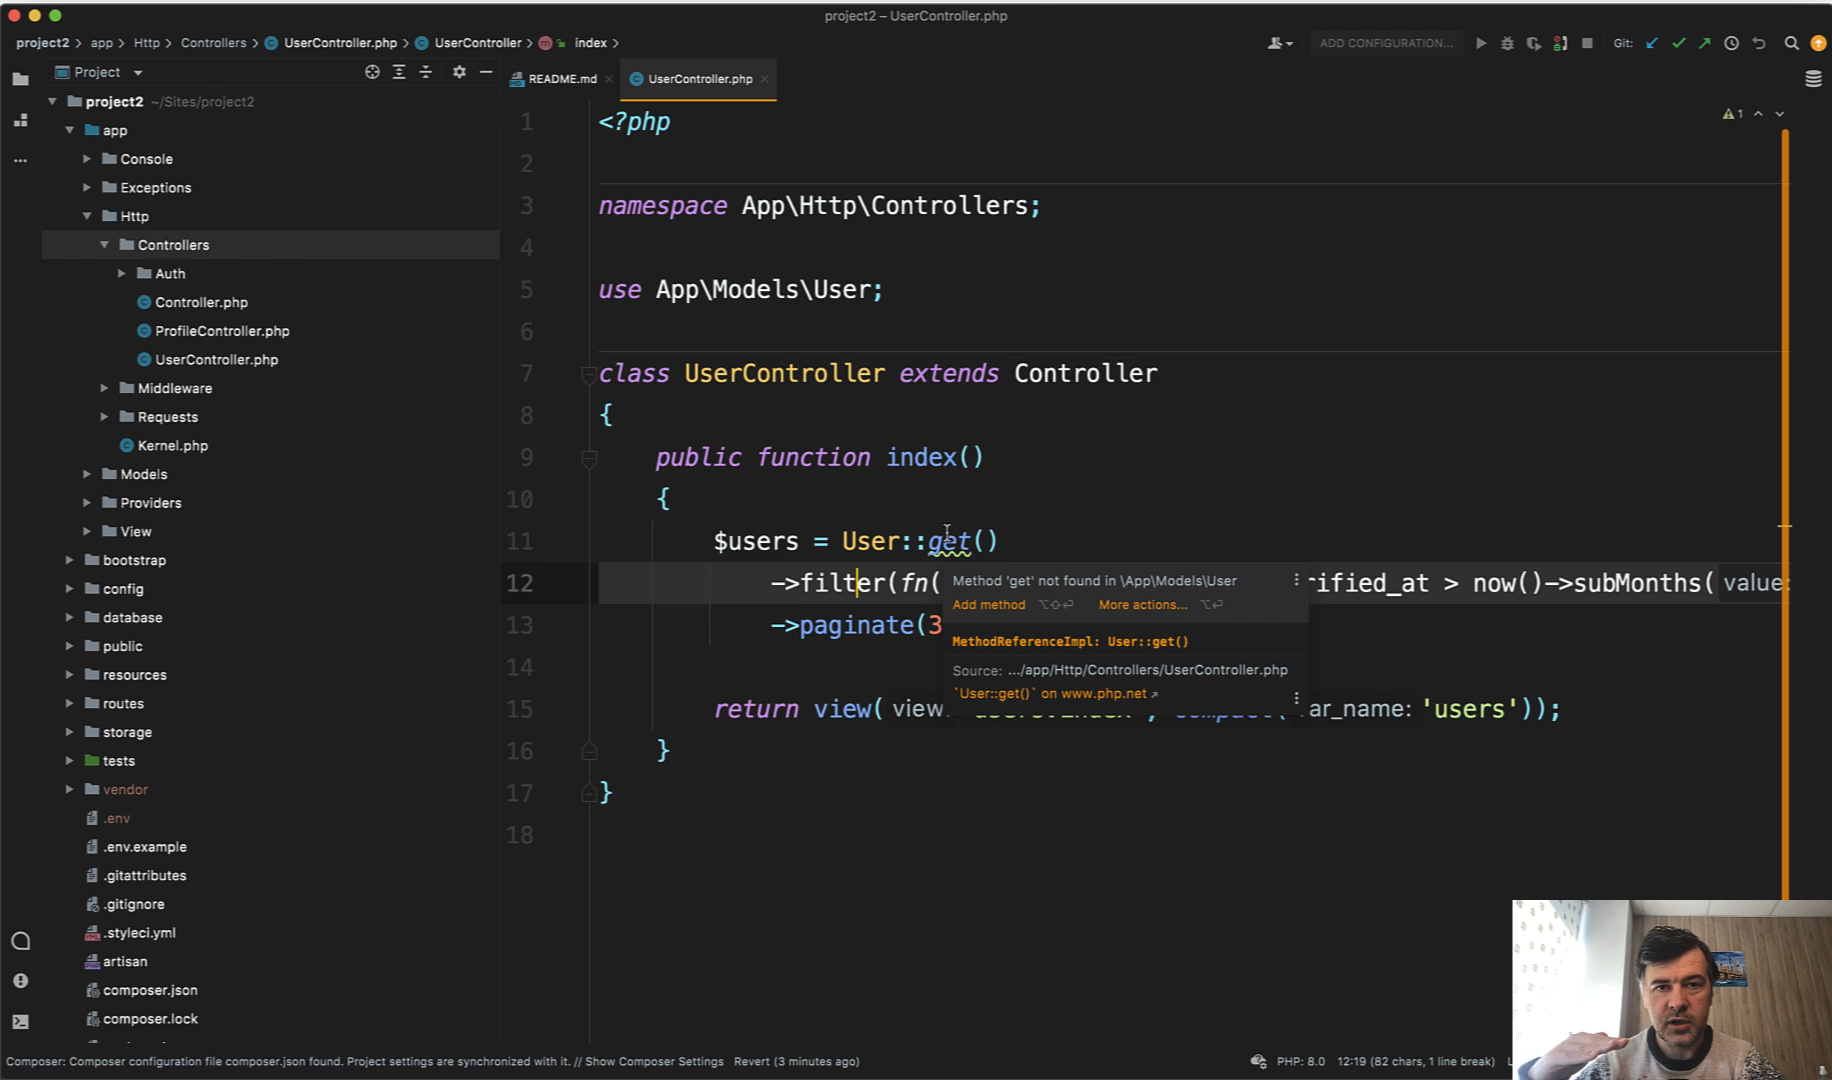 project2 – UserController.php
project2 > app > Http > Controllers > UserController.php > UserController > m index >
ADD CONFIGURATION...
Git:
Project
README.md
UserController.php
project2 ~/Sites/project2
app
Console
Exceptions
Http
Controllers
Auth
Controller.php
ProfileController.php
UserController.php
Middleware
Requests
Kernel.php
Models
Providers
View
bootstrap
config
database
public
resources
routes
storage
tests
vendor
.env
.env.example
.gitattributes
.gitignore
.styleci.yml
artisan
composer.json
composer.lock
1
1 <?php
2
3 namespace App\Http\Controllers;
4
5 use App\Models\User;
6
7 class UserController extends Controller
8 {
9 public function index()
10 {
11 $users = User::get()
12 ->filter(fn( rified_at > now()->subMonths( value:
13 ->paginate(3
14
15 return view( view: ar_name: 'users'));
16 }
17 }
18
Method 'get' not found in \App\Models\User
Add method ⌥⇧⏎ More actions... ⌥⏎
MethodReferenceImpl: User::get()
Source: .../app/Http/Controllers/UserController.php
`User::get()` on www.php.net ↗
Composer: Composer configuration file composer.json found. Project settings are synchronized with it. // Show Composer Settings Revert (3 minutes ago)
PHP: 8.0 12:19 (82 chars, 1 line break)